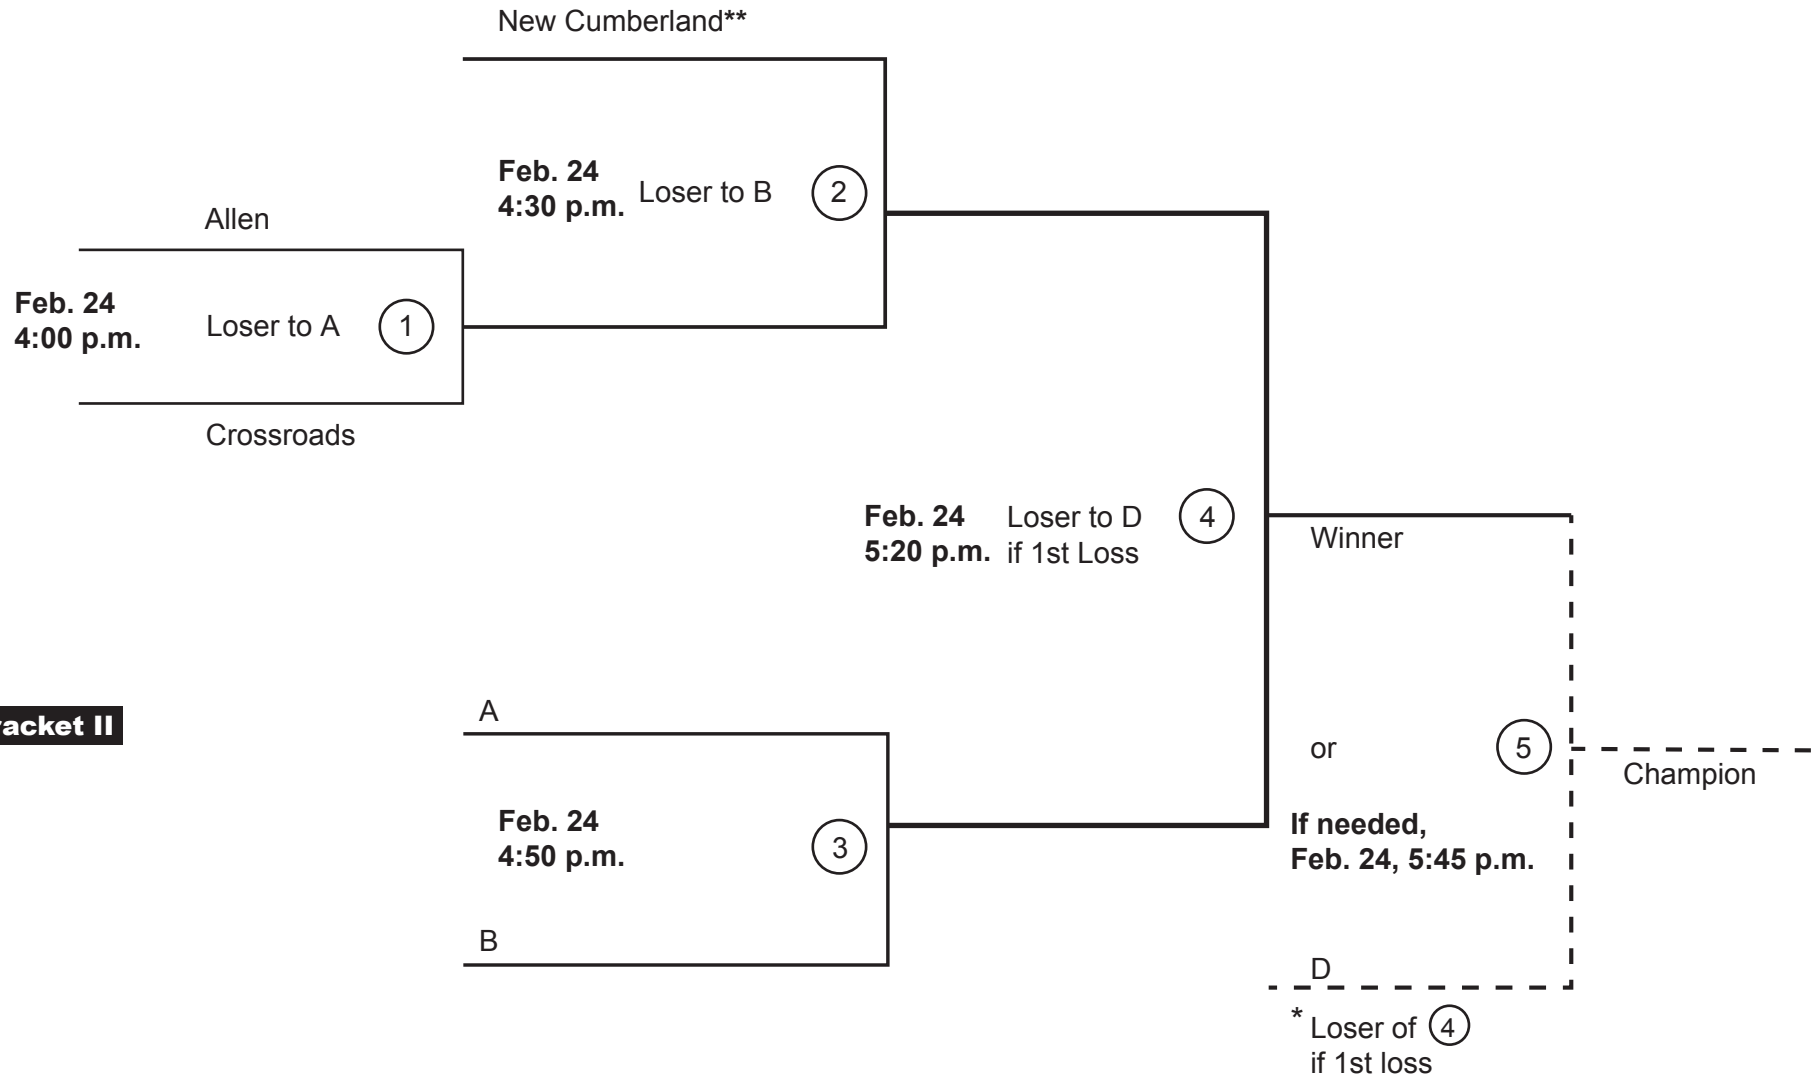 New Cumberland**
Feb. 24
4:30 p.m.
Loser to B
2
Allen
Feb. 24
4:00 p.m.
Loser to A
1
Crossroads
Feb. 24
5:20 p.m.
Loser to D
if 1st Loss
4
Winner
racket II
A
Feb. 24
4:50 p.m.
3
B
or
5
Champion
If needed,
Feb. 24, 5:45 p.m.
D
* Loser of 4
if 1st loss